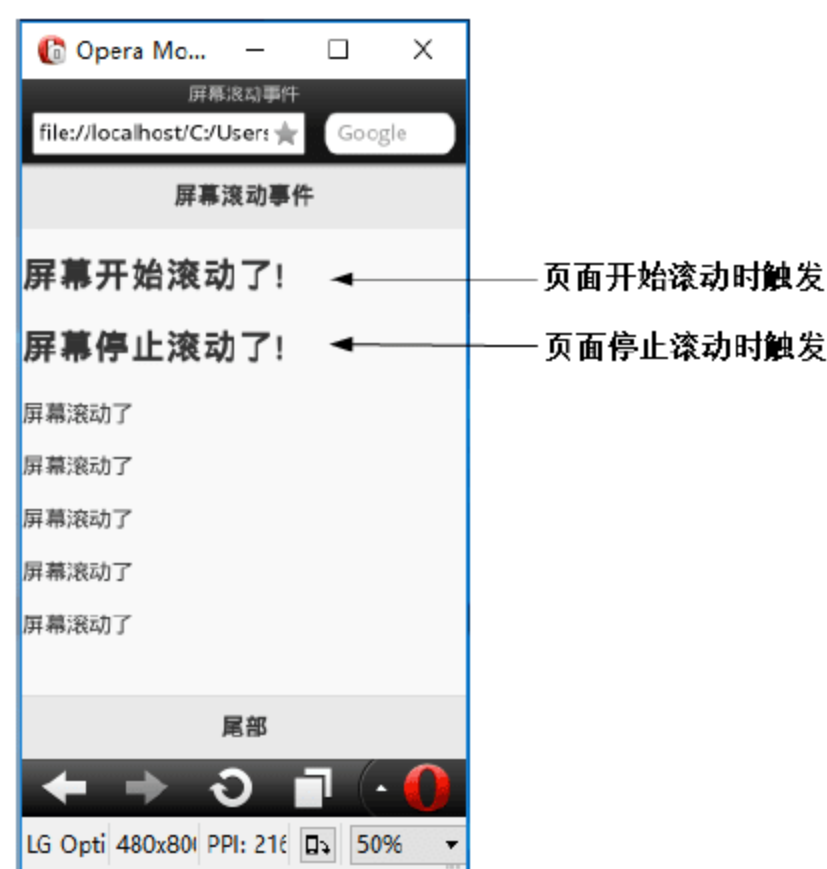 Opera Mo...
屏幕滚动事件
file://localhost/C:/Users
Google
屏幕滚动事件
屏幕开始滚动了!
页面开始滚动时触发
屏幕停止滚动了!
页面停止滚动时触发
屏幕滚动了
屏幕滚动了
屏幕滚动了
屏幕滚动了
屏幕滚动了
尾部
LG Opti 480x80 PPI: 216 50%